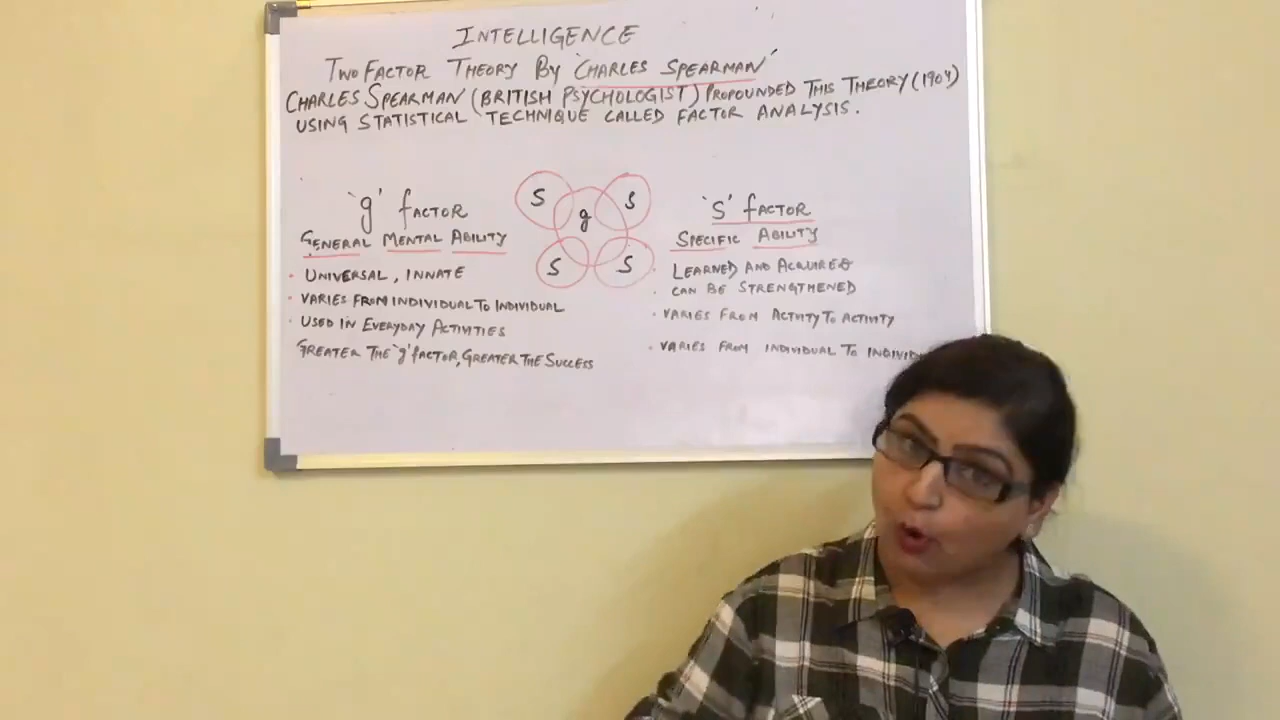 INTELLIGENCE
TWO FACTOR THEORY BY 'CHARLES SPEARMAN'
CHARLES SPEARMAN (BRITISH PSYCHOLOGIST) PROPOUNDED THIS THEORY (1904)
USING STATISTICAL TECHNIQUE CALLED FACTOR ANALYSIS.
'g' factor
GENERAL MENTAL ABILITY
• UNIVERSAL, INNATE
• VARIES FROM INDIVIDUAL TO INDIVIDUAL
• USED IN EVERYDAY ACTIVITIES
GREATER THE 'g' factor, GREATER THE SUCCESS
S S
g
S S
'S' factor
SPECIFIC ABILITY
• LEARNED AND ACQUIRED
• CAN BE STRENGTHENED
• VARIES FROM ACTIVITY TO ACTIVITY
• VARIES FROM INDIVIDUAL TO